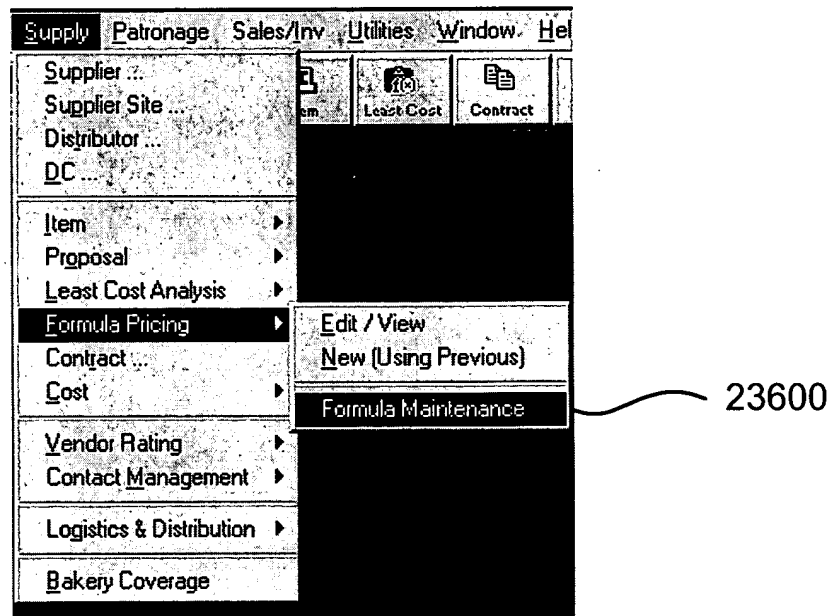 Supply Patronage Sales/Inv Utilities Window Hel
Supplier ...
Supplier Site ...
Distributor ...
DC ...
em Least Cost Contract
Item
Proposal
Least Cost Analysis
Formula Pricing
Edit / View
New (Using Previous)
Formula Maintenance
23600
Contract ...
Cost
Vendor Rating
Contact Management
Logistics & Distribution
Bakery Coverage